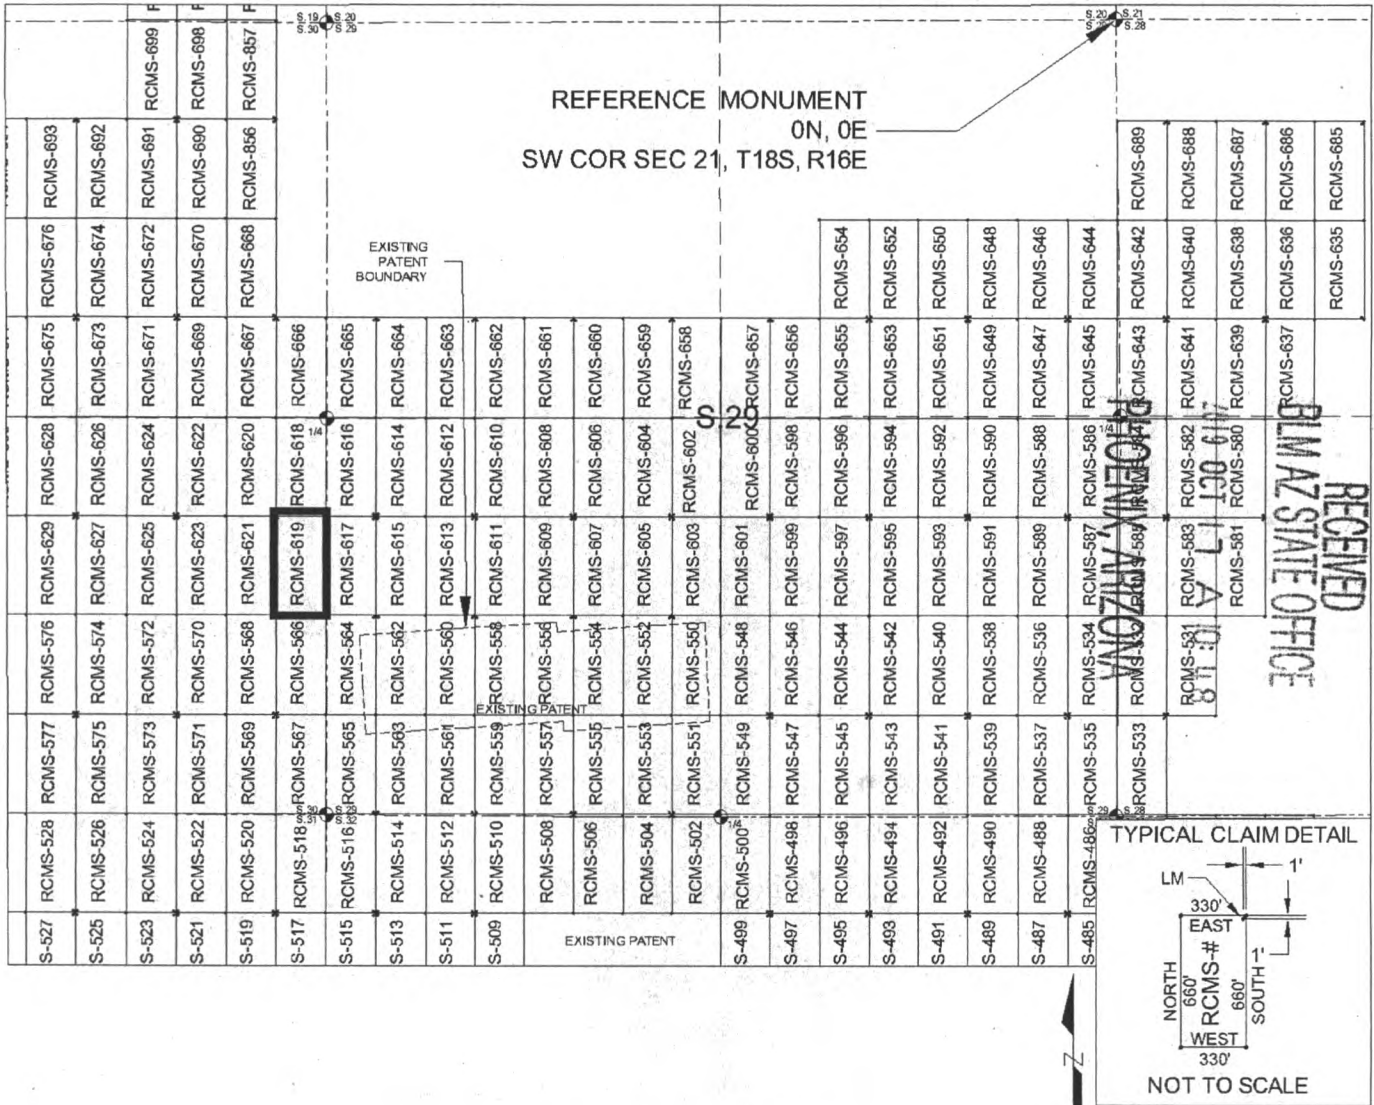 S.19 S.20
S.30 S.29
S.20 S.21
S.28
RCMS-699
RCMS-698
RCMS-857
REFERENCE MONUMENT
0N, 0E
SW COR SEC 21, T18S, R16E
RCMS-693
RCMS-692
RCMS-691
RCMS-690
RCMS-856
RCMS-689
RCMS-688
RCMS-687
RCMS-686
RCMS-685
RCMS-676
RCMS-674
RCMS-672
RCMS-670
RCMS-668
EXISTING
PATENT
BOUNDARY
RCMS-654
RCMS-652
RCMS-650
RCMS-648
RCMS-646
RCMS-644
RCMS-642
RCMS-640
RCMS-638
RCMS-636
RCMS-635
RCMS-675
RCMS-673
RCMS-671
RCMS-669
RCMS-667
RCMS-666
RCMS-665
RCMS-664
RCMS-663
RCMS-662
RCMS-661
RCMS-660
RCMS-659
RCMS-658
RCMS-657
RCMS-656
RCMS-655
RCMS-653
RCMS-651
RCMS-649
RCMS-647
RCMS-645
RCMS-643
RCMS-641
RCMS-639
RCMS-637
S.29
1/4
1/4
RCMS-628
RCMS-626
RCMS-624
RCMS-622
RCMS-620
RCMS-618
RCMS-616
RCMS-614
RCMS-612
RCMS-610
RCMS-608
RCMS-606
RCMS-604
RCMS-602
RCMS-600
RCMS-598
RCMS-596
RCMS-594
RCMS-592
RCMS-590
RCMS-588
RCMS-586
RCMS-584
RCMS-582
RCMS-580
RCMS-629
RCMS-627
RCMS-625
RCMS-623
RCMS-621
RCMS-619
RCMS-617
RCMS-615
RCMS-613
RCMS-611
RCMS-609
RCMS-607
RCMS-605
RCMS-603
RCMS-601
RCMS-599
RCMS-597
RCMS-595
RCMS-593
RCMS-591
RCMS-589
RCMS-587
RCMS-585
RCMS-583
RCMS-581
RECEIVED
BLM AZ STATE OFFICE
2019 OCT 17 A 10: 08
PHOENIX, ARIZONA
RCMS-576
RCMS-574
RCMS-572
RCMS-570
RCMS-568
RCMS-566
RCMS-564
RCMS-562
RCMS-560
RCMS-558
RCMS-556
RCMS-554
RCMS-552
RCMS-550
RCMS-548
RCMS-546
RCMS-544
RCMS-542
RCMS-540
RCMS-538
RCMS-536
RCMS-534
RCMS-532
RCMS-531
EXISTING PATENT
RCMS-577
RCMS-575
RCMS-573
RCMS-571
RCMS-569
RCMS-567
RCMS-565
RCMS-563
RCMS-561
RCMS-559
RCMS-557
RCMS-555
RCMS-553
RCMS-551
RCMS-549
RCMS-547
RCMS-545
RCMS-543
RCMS-541
RCMS-539
RCMS-537
RCMS-535
RCMS-533
S.30 S.29
S.31 S.32
1/4
S.29 S.28
RCMS-528
RCMS-526
RCMS-524
RCMS-522
RCMS-520
RCMS-518
RCMS-516
RCMS-514
RCMS-512
RCMS-510
RCMS-508
RCMS-506
RCMS-504
RCMS-502
RCMS-500
RCMS-498
RCMS-496
RCMS-494
RCMS-492
RCMS-490
RCMS-488
RCMS-486
S-527
S-525
S-523
S-521
S-519
S-517
S-515
S-513
S-511
S-509
EXISTING PATENT
S-499
S-497
S-495
S-493
S-491
S-489
S-487
S-485
TYPICAL CLAIM DETAIL
1'
LM
330'
EAST
NORTH
660'
RCMS-#
660'
SOUTH
1'
WEST
330'
NOT TO SCALE
Z